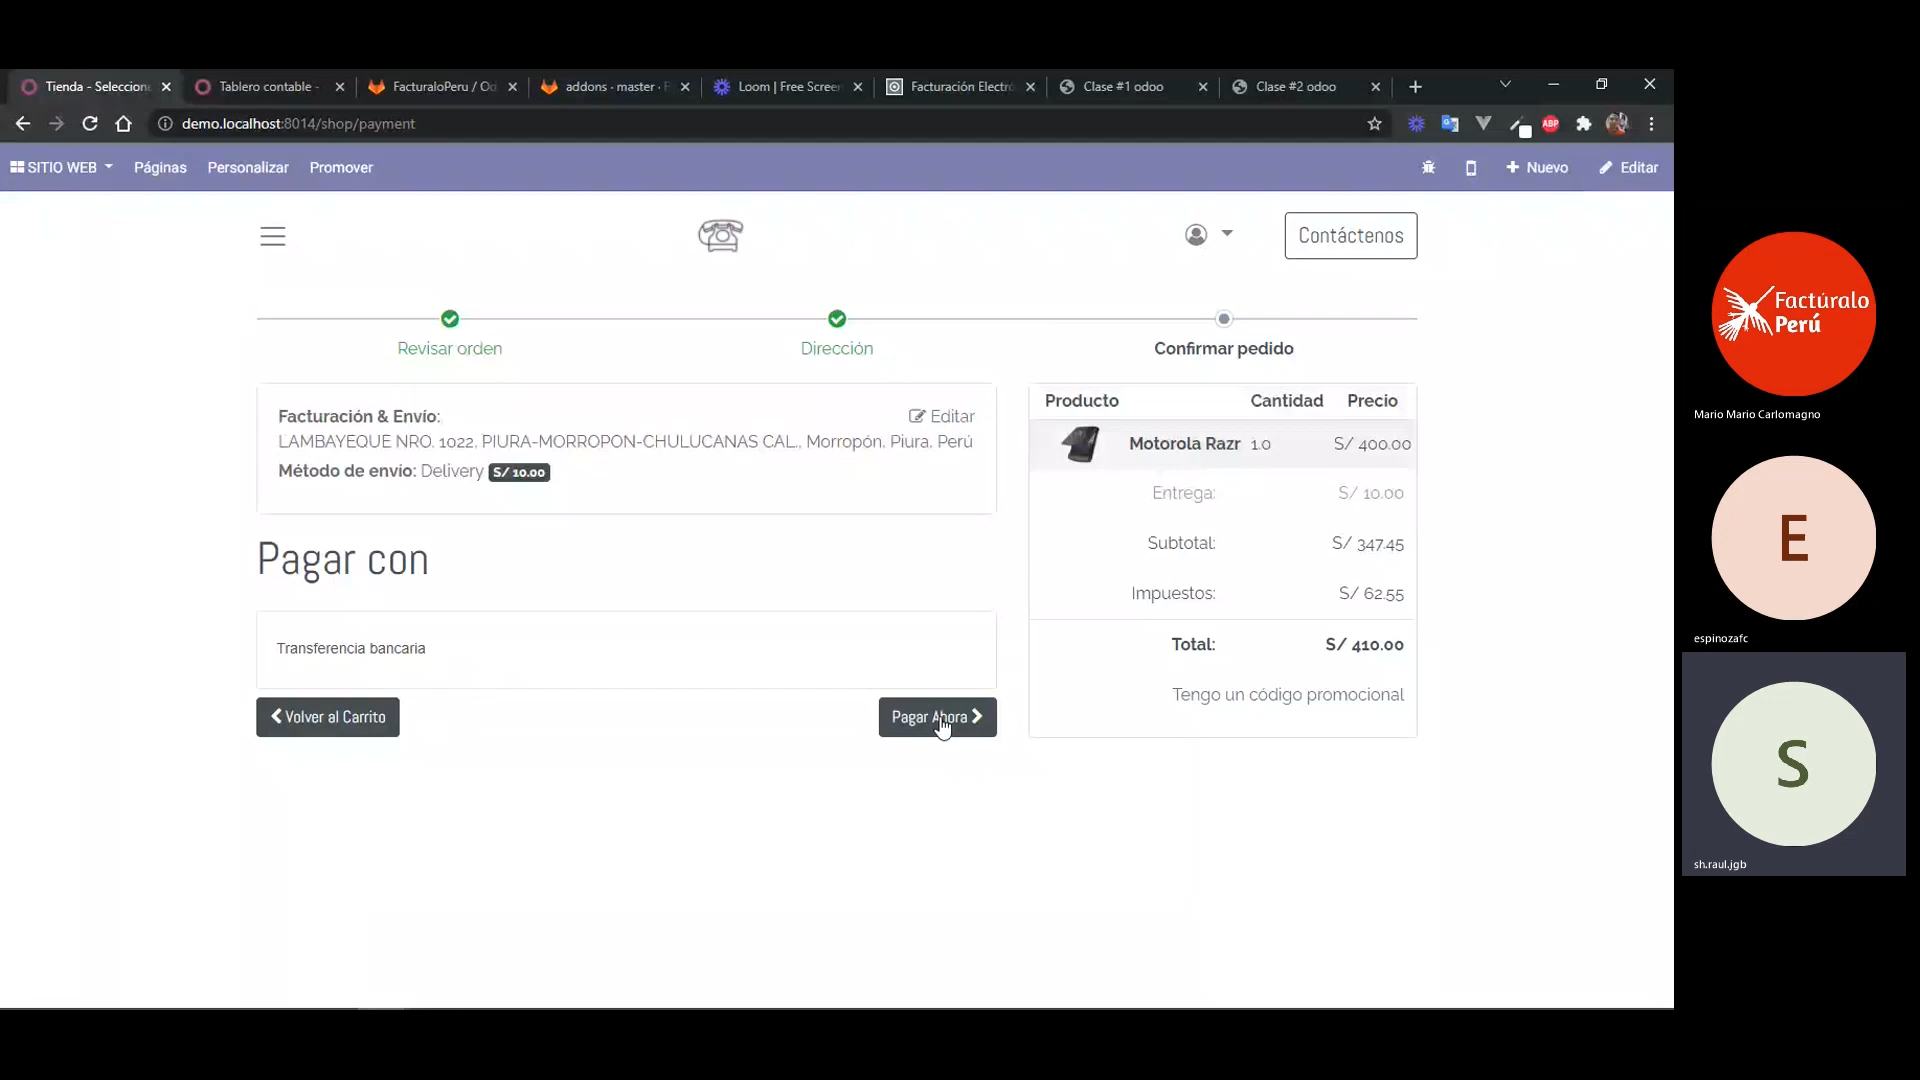 Tienda - Seleccion
Tablero contable -
FacturaloPeru / Od
addons · master · F
Loom | Free Screen
Facturación Electró
Clase #1 odoo
Clase #2 odoo
demo.localhost:8014/shop/payment
ABP
SITIO WEB
Páginas
Personalizar
Promover
Nuevo
Editar
Contáctenos
Revisar orden
Dirección
Confirmar pedido
Facturación & Envío:
Editar
LAMBAYEQUE NRO. 1022, PIURA-MORROPON-CHULUCANAS CAL., Morropón, Piura, Perú
Método de envío: Delivery S/ 10.00
Producto Cantidad Precio
Motorola Razr 1.0 S/ 400.00
Entrega: S/ 10.00
Subtotal: S/ 347.45
Impuestos: S/ 62.55
Total: S/ 410.00
Tengo un código promocional
Pagar con
Transferencia bancaria
Volver al Carrito
Pagar Ahora
Factúralo
Perú
Mario Mario Carlomagno
E
espinozafc
S
sh.raul.jgb